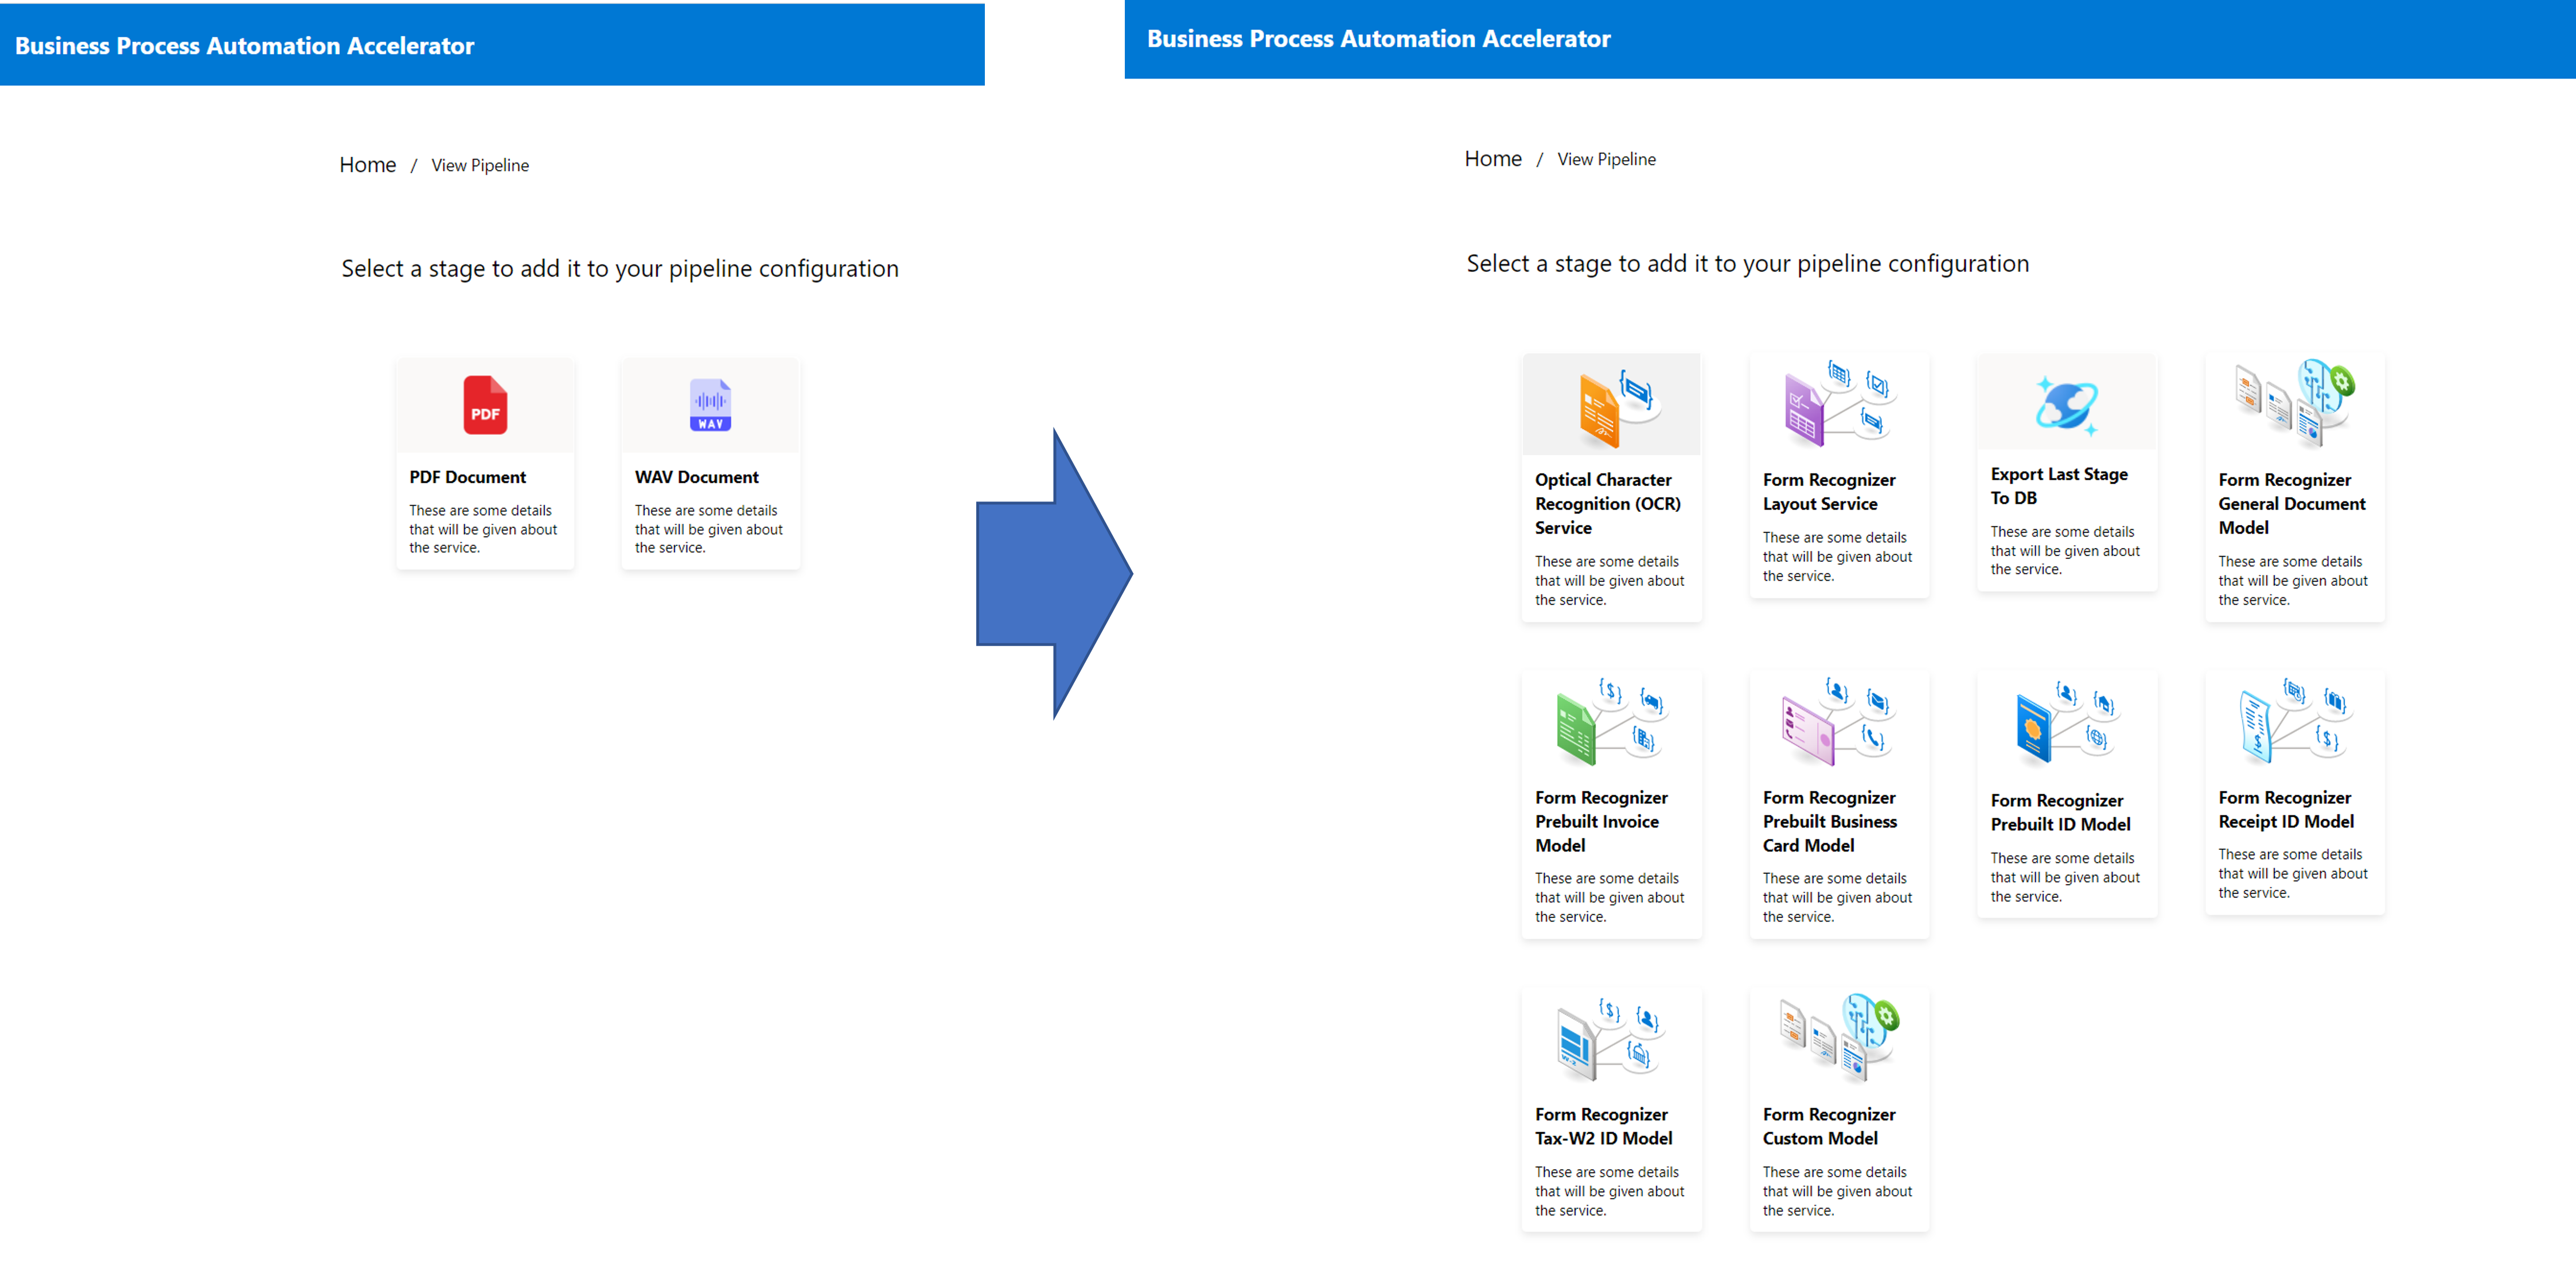 Business Process Automation Accelerator
Home / View Pipeline
Select a stage to add it to your pipeline configuration
PDF
PDF Document
These are some details
that will be given about
the service.
WAV
WAV Document
These are some details
that will be given about
the service.
Business Process Automation Accelerator
Home / View Pipeline
Select a stage to add it to your pipeline configuration
Optical Character
Recognition (OCR)
Service
These are some details
that will be given about
the service.
Form Recognizer
Layout Service
These are some details
that will be given about
the service.
Export Last Stage
To DB
These are some details
that will be given about
the service.
Form Recognizer
General Document
Model
These are some details
that will be given about
the service.
{$}
Form Recognizer
Prebuilt Invoice
Model
These are some details
that will be given about
the service.
Form Recognizer
Prebuilt Business
Card Model
These are some details
that will be given about
the service.
Form Recognizer
Prebuilt ID Model
These are some details
that will be given about
the service.
$
{$}
Form Recognizer
Receipt ID Model
These are some details
that will be given about
the service.
{$}
W-2
Form Recognizer
Tax-W2 ID Model
These are some details
that will be given about
the service.
Form Recognizer
Custom Model
These are some details
that will be given about
the service.